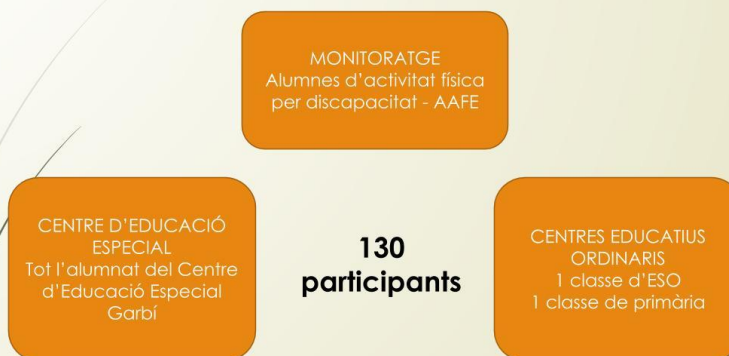 MONITORATGE
Alumnes d'activitat física
per discapacitat - AAFE
CENTRE D'EDUCACIÓ
ESPECIAL
Tot l'alumnat del Centre
d'Educació Especial
Garbí
130
participants
CENTRES EDUCATIUS
ORDINARIS
1 classe d'ESO
1 classe de primària